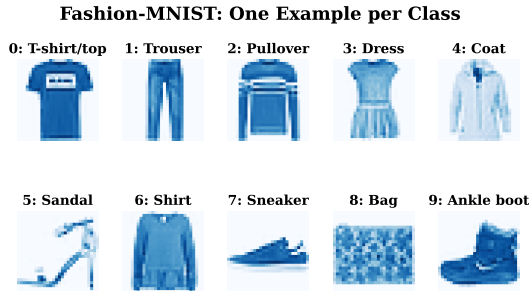 Fashion-MNIST: One Example per Class
0: T-shirt/top
1: Trouser
2: Pullover
3: Dress
4: Coat
5: Sandal
6: Shirt
7: Sneaker
8: Bag
9: Ankle boot